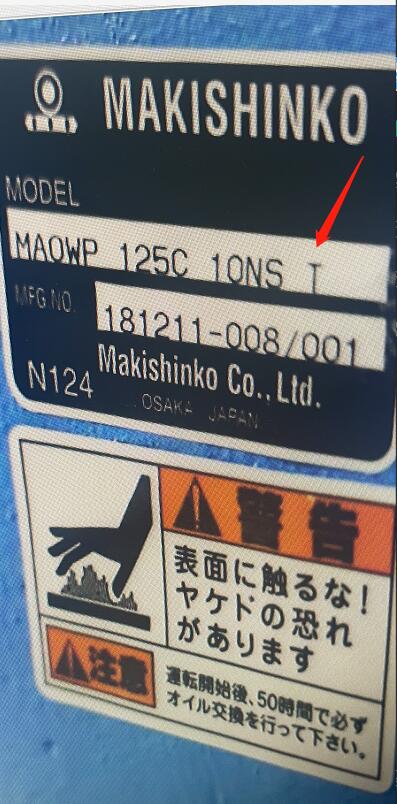 MAKISHINKO
MODEL
MAOWP 125C 10NS T
MFG NO.
181211-008/001
N124
Makishinko Co., Ltd.
OSAKA JAPAN
警告
表面に触るな!
ヤケドの恐れ
があります
注意
運転開始後、50時間で必ず
オイル交換を行って下さい。